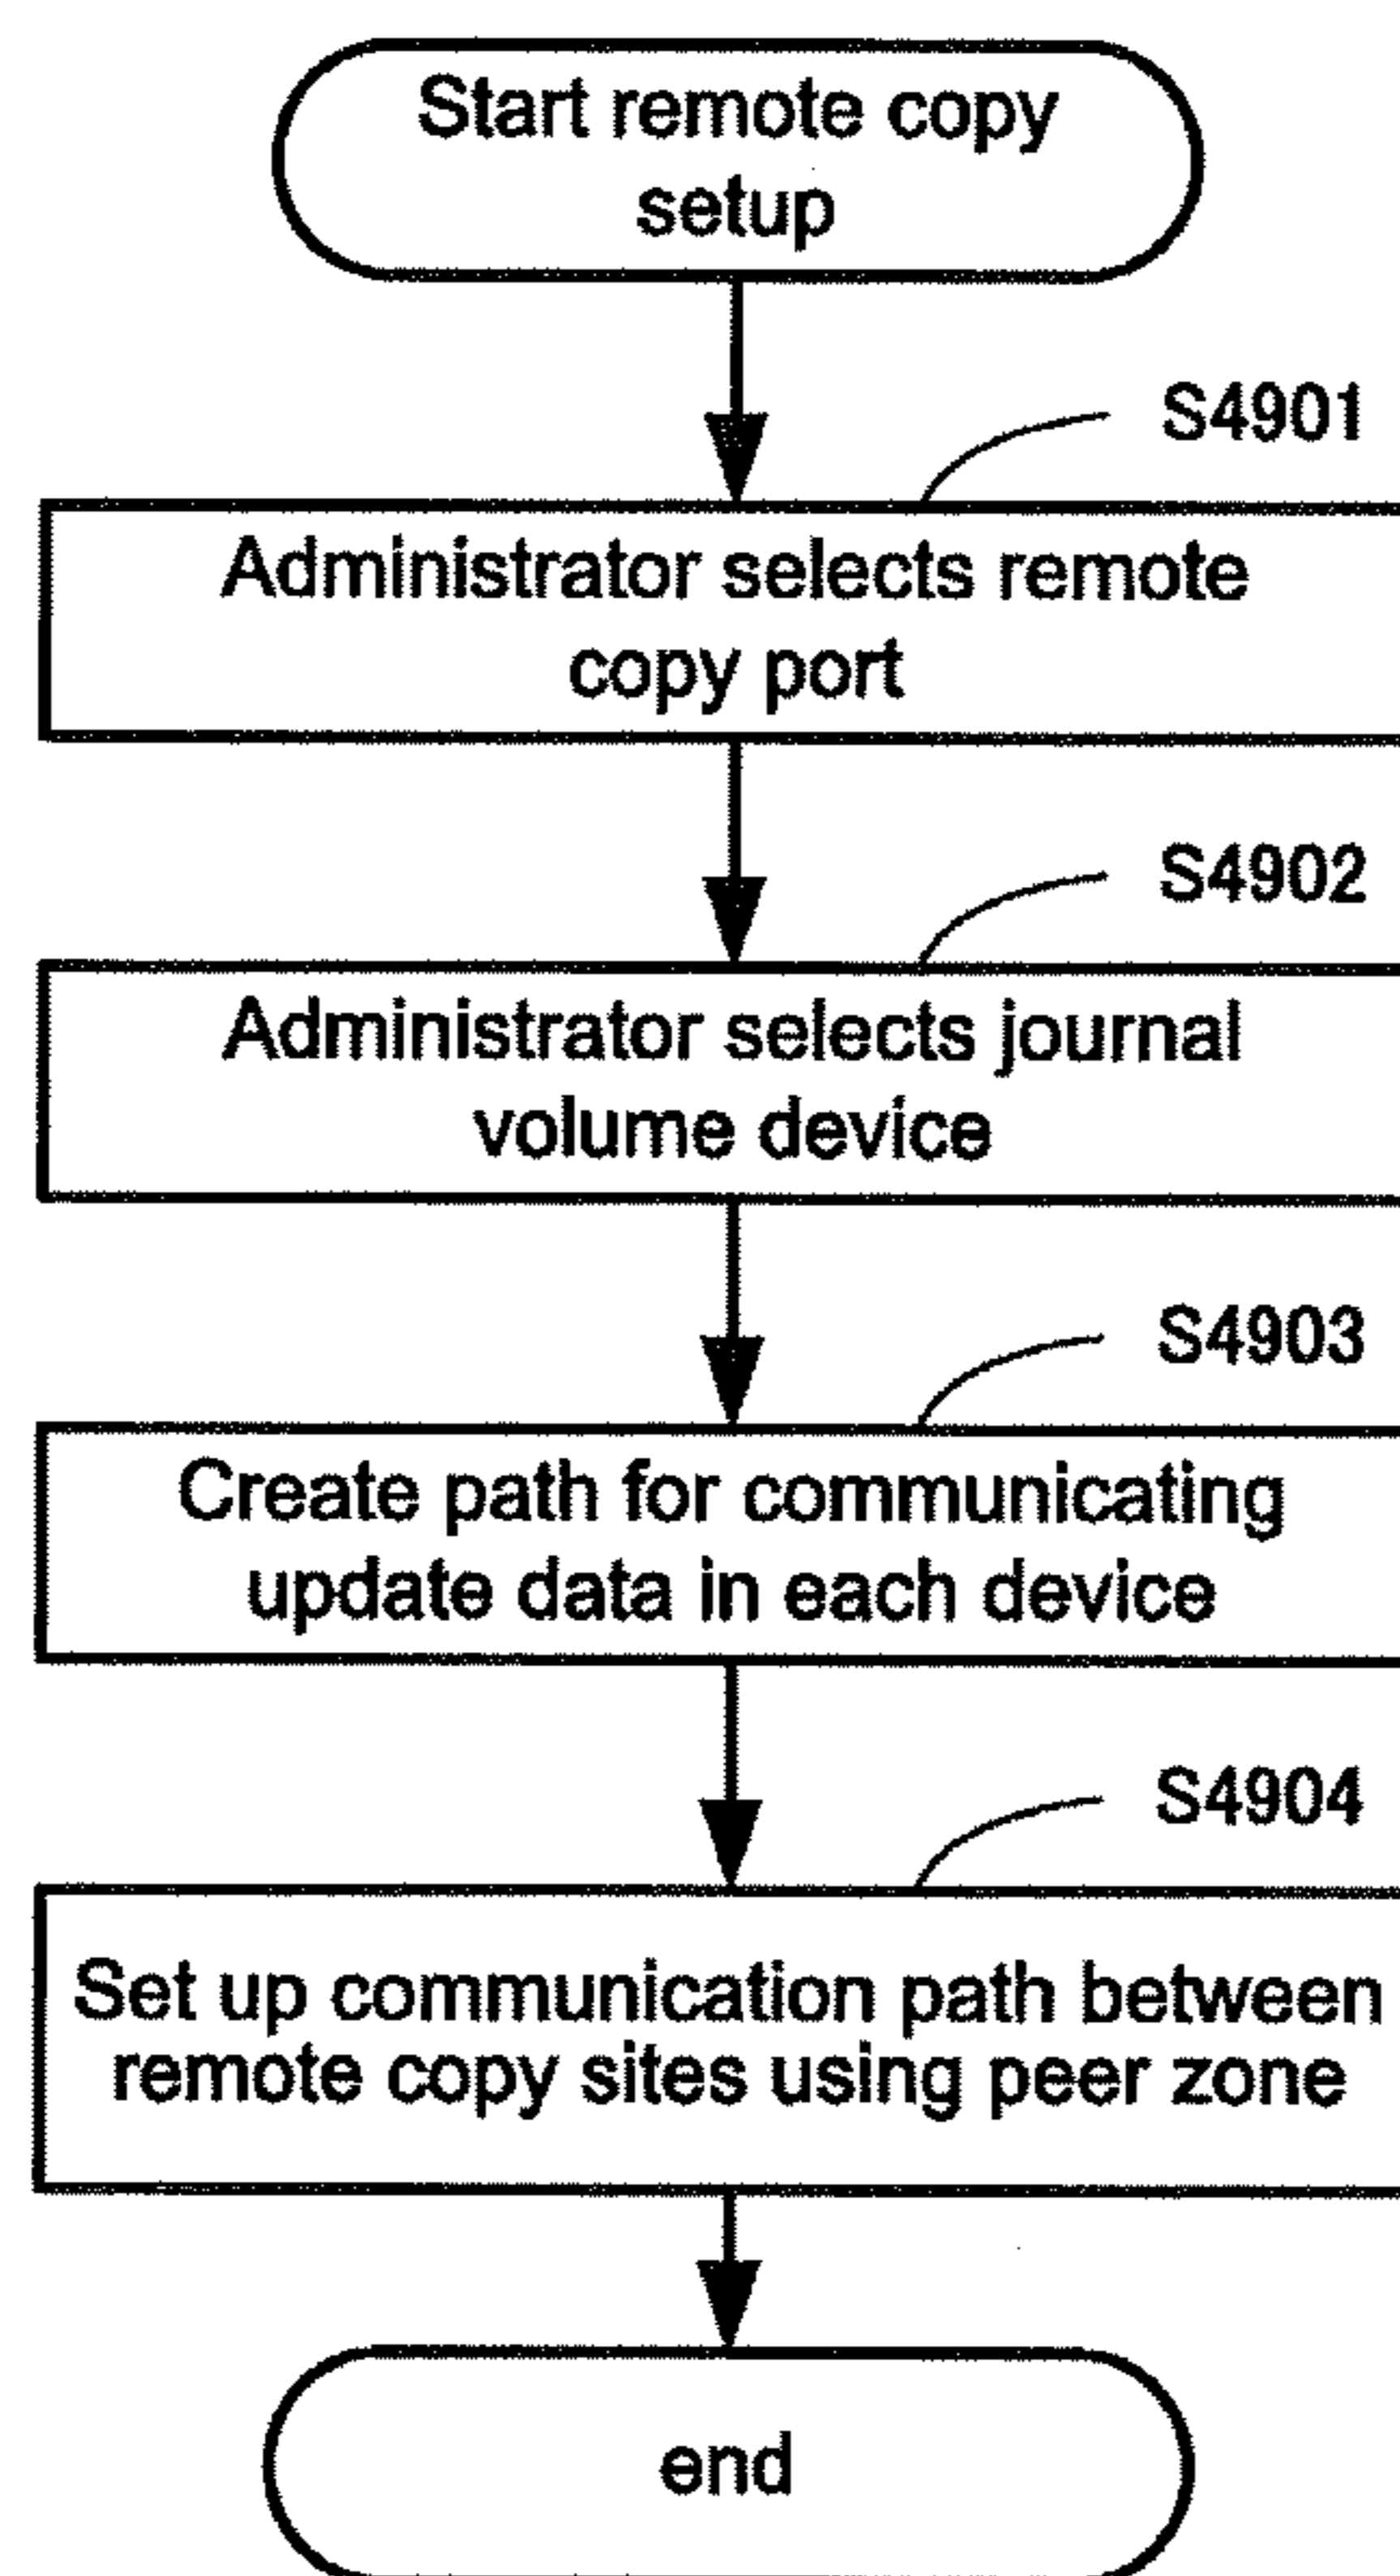 Start remote copy
setup
S4901
Administrator selects remote
copy port
S4902
Administrator selects journal
volume device
S4903
Create path for communicating
update data in each device
S4904
Set up communication path between
remote copy sites using peer zone
end